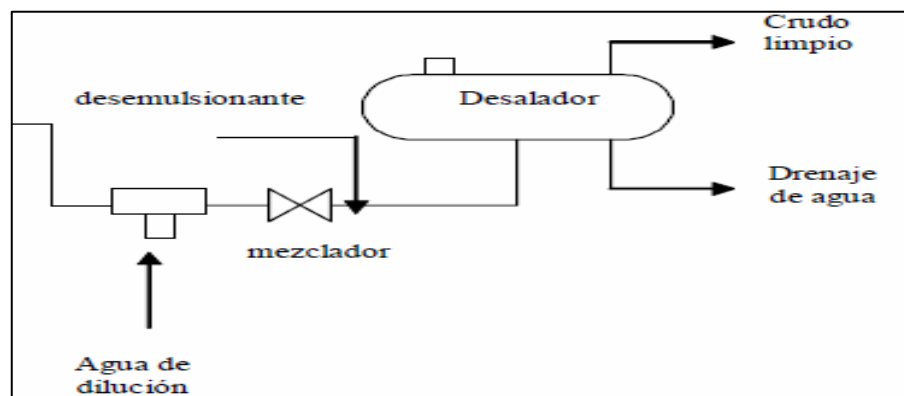 Crudo
limpio
desemulsionante
Desalador
Drenaje
de agua
mezclador
Agua de
dilución